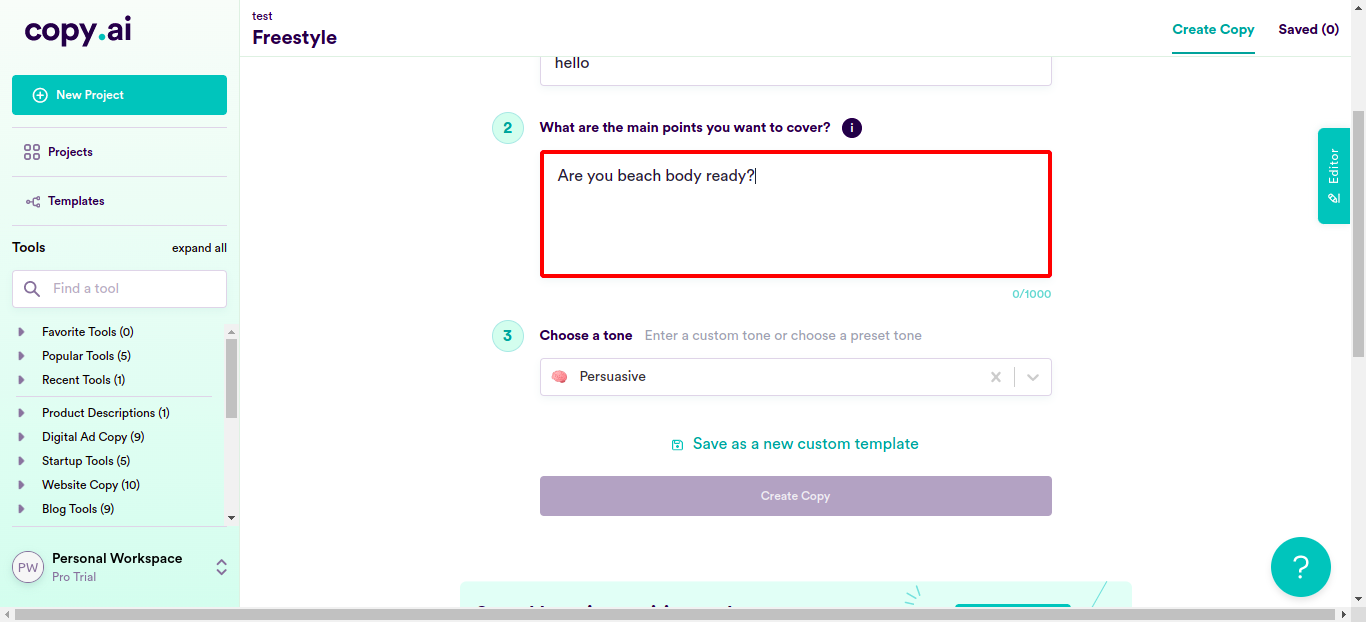 copy.ai
New Project
Projects
Templates
Tools
expand all
Find a tool
Favorite Tools (0)
Popular Tools (5)
Recent Tools (1)
Product Descriptions (1)
Digital Ad Copy (9)
Startup Tools (5)
Website Copy (10)
Blog Tools (9)
PW
Personal Workspace
Pro Trial
test
Freestyle
Create Copy
Saved (0)
hello
2
What are the main points you want to cover?
i
Are you beach body ready?
0/1000
3
Choose a tone
Enter a custom tone or choose a preset tone
Persuasive
Save as a new custom template
Create Copy
Editor
?